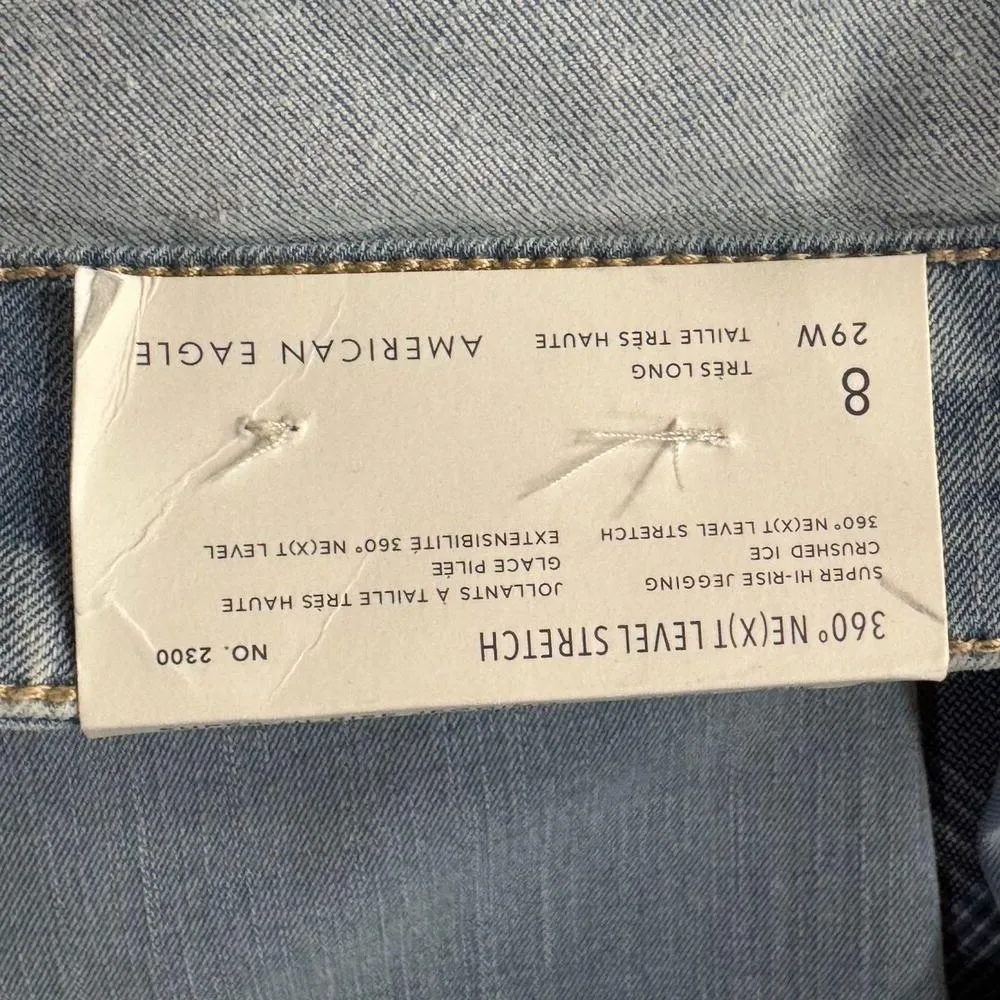 360° NE(X)T LEVEL STRETCH
NO. 2300
SUPER HI-RISE JEGGING
CRUSHED ICE
360° NE(X)T LEVEL STRETCH
JOLLANTS À TAILLE TRÈS HAUTE
GLACE PILÉE
EXTENSIBILITÉ 360° NE(X)T LEVEL
8
29W
TRÈS LONG
TAILLE TRÈS HAUTE
AMERICAN EAGLE